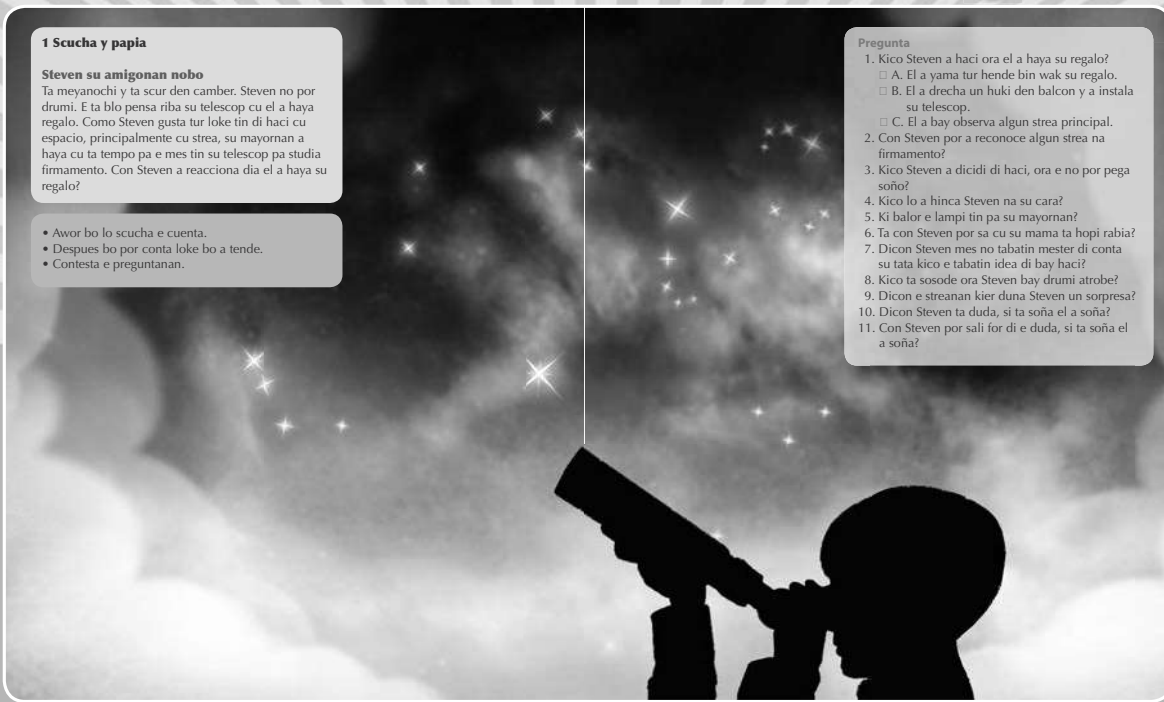 1 Scucha y papia
Steven su amigonan nobo
Ta meyanochi y ta scur den camber. Steven no por
drumi. E ta blo pensa riba su telescop cu el a haya
regalo. Como Steven gusta tur loke tin di haci cu
espacio, principalmente cu strea, su mayornan a
haya cu ta tempo pa e mes tin su telescop pa studia
firmamento. Con Steven a reacciona dia el a haya su
regalo?
• Awor bo lo scucha e cuenta.
• Despues bo por conta loke bo a tende.
• Contesta e preguntanan.
Pregunta
1. Kico Steven a haci ora el a haya su regalo?
□ A. El a yama tur hende bin wak su regalo.
□ B. El a drecha un huki den balcon y a instala
su telescop.
□ C. El a bay observa algun strea principal.
2. Con Steven por a reconoce algun strea na
firmamento?
3. Kico Steven a dicidi di haci, ora e no por pega
soño?
4. Kico lo a hinca Steven na su cara?
5. Ki balor e lampi tin pa su mayornan?
6. Ta con Steven por sa cu su mama ta hopi rabia?
7. Dicon Steven mes no tabatin mester di conta
su tata kico e tabatin idea di bay haci?
8. Kico ta sosode ora Steven bay drumi atrobe?
9. Dicon e streanan kier duna Steven un sorpresa?
10. Dicon Steven ta duda, si ta soña el a soña?
11. Con Steven por sali for di e duda, si ta soña el
a soña?